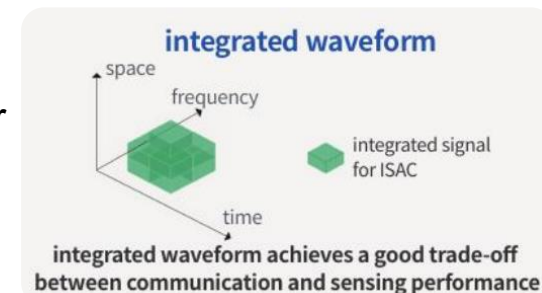 integrated waveform
space
frequency
r
integrated signal
for ISAC
time
integrated waveform achieves a good trade-off
between communication and sensing performance